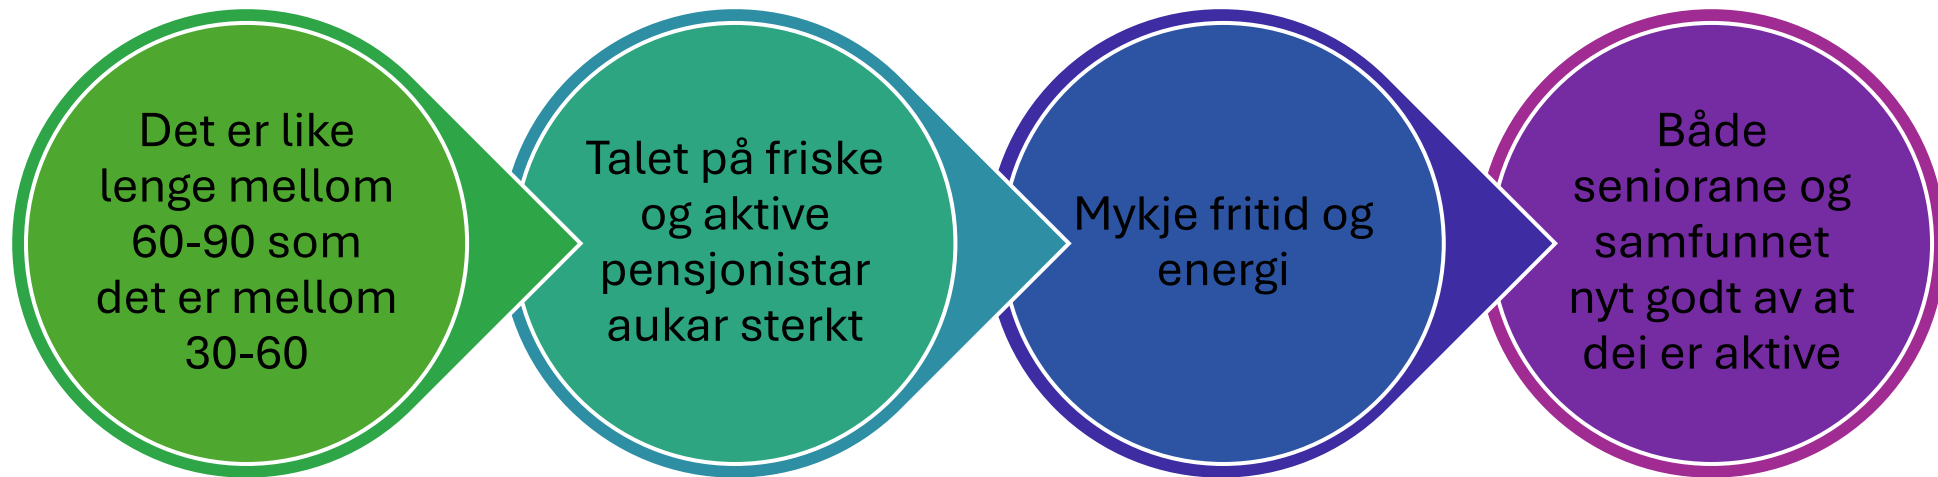 Det er like
lenge mellom
60-90 som
det er mellom
30-60
Talet på friske
og aktive
pensjonistar
aukar sterkt
Mykje fritid og
energi
Både
seniorane og
samfunnet
nyt godt av at
dei er aktive